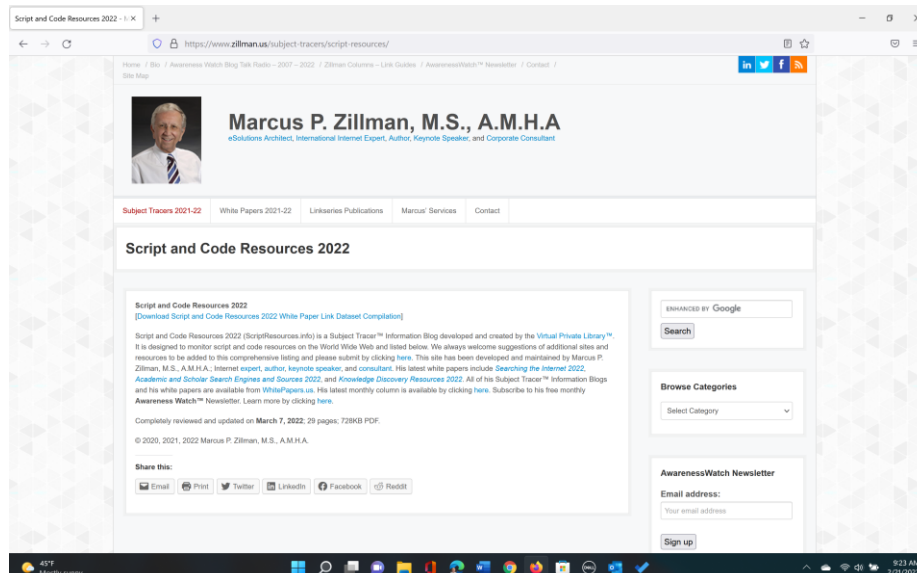 Script and Code Resources 2022 -
https://www.zillman.us/subject-tracers/script-resources/
Home / Bio / Awareness Watch Blog Talk Radio – 2007 – 2022 / Zillman Columns – Link Guides / AwarenessWatch™ Newsletter / Contact /
Site Map
Marcus P. Zillman, M.S., A.M.H.A
eSolutions Architect, International Internet Expert, Author, Keynote Speaker, and Corporate Consultant
Subject Tracers 2021-22 White Papers 2021-22 Linkseries Publications Marcus' Services Contact
Script and Code Resources 2022
Script and Code Resources 2022
[Download Script and Code Resources 2022 White Paper Link Dataset Compilation]
Script and Code Resources 2022 (ScriptResources.info) is a Subject Tracer™ Information Blog developed and created by the Virtual Private Library™.
It is designed to monitor script and code resources on the World Wide Web and listed below. We always welcome suggestions of additional sites and
resources to be added to this comprehensive listing and please submit by clicking here. This site has been developed and maintained by Marcus P.
Zillman, M.S., A.M.H.A.; Internet expert, author, keynote speaker, and consultant. His latest white papers include Searching the Internet 2022,
Academic and Scholar Search Engines and Sources 2022, and Knowledge Discovery Resources 2022. All of his Subject Tracer™ Information Blogs
and his white papers are available from WhitePapers.us. His latest monthly column is available by clicking here. Subscribe to his free monthly
Awareness Watch™ Newsletter. Learn more by clicking here.
Completely reviewed and updated on March 7, 2022; 29 pages; 728KB PDF.
© 2020, 2021, 2022 Marcus P. Zillman, M.S., A.M.H.A.
Share this:
Email Print Twitter LinkedIn Facebook Reddit
ENHANCED BY Google
Search
Browse Categories
Select Category
AwarenessWatch Newsletter
Email address:
Your email address
Sign up
45°F
Mostly sunny
9:23 AM